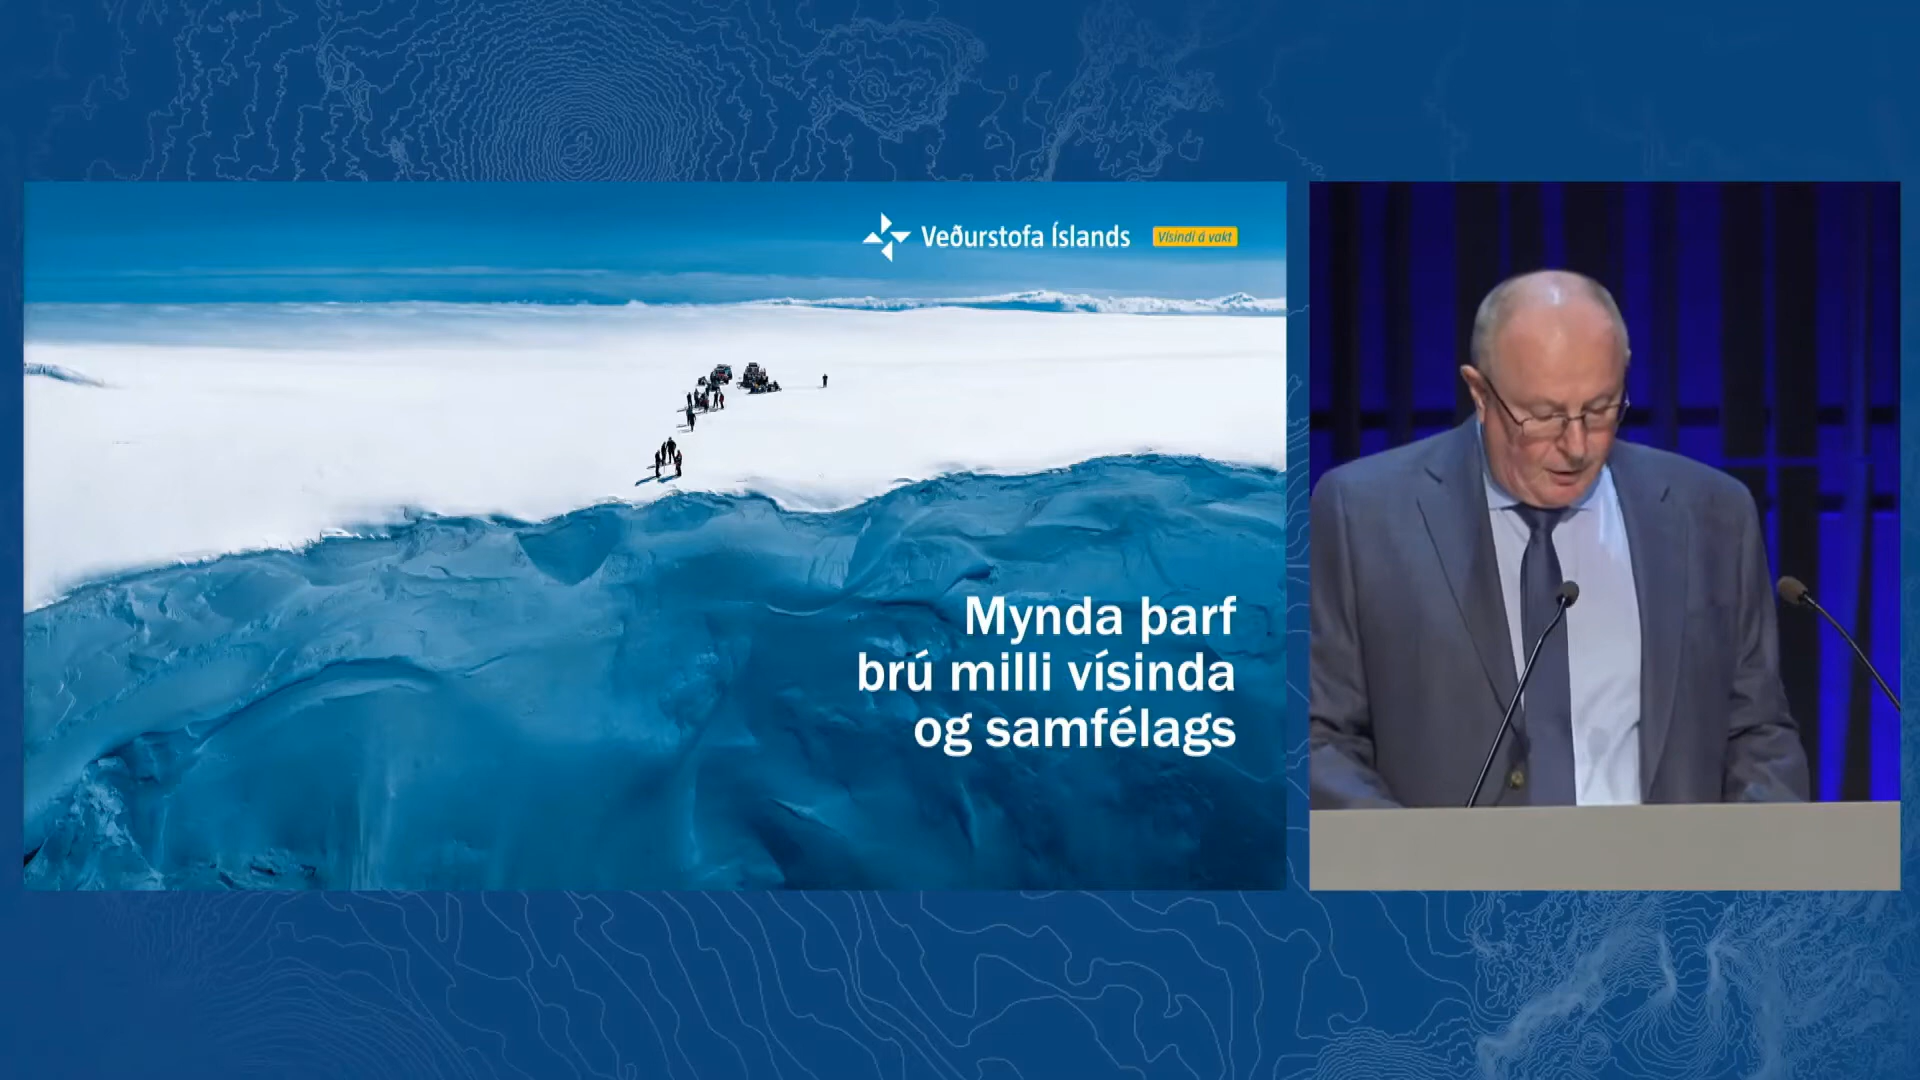 Veðurstofa Íslands
Vísindi á vakt
Mynda þarf
brú milli vísinda
og samfélags